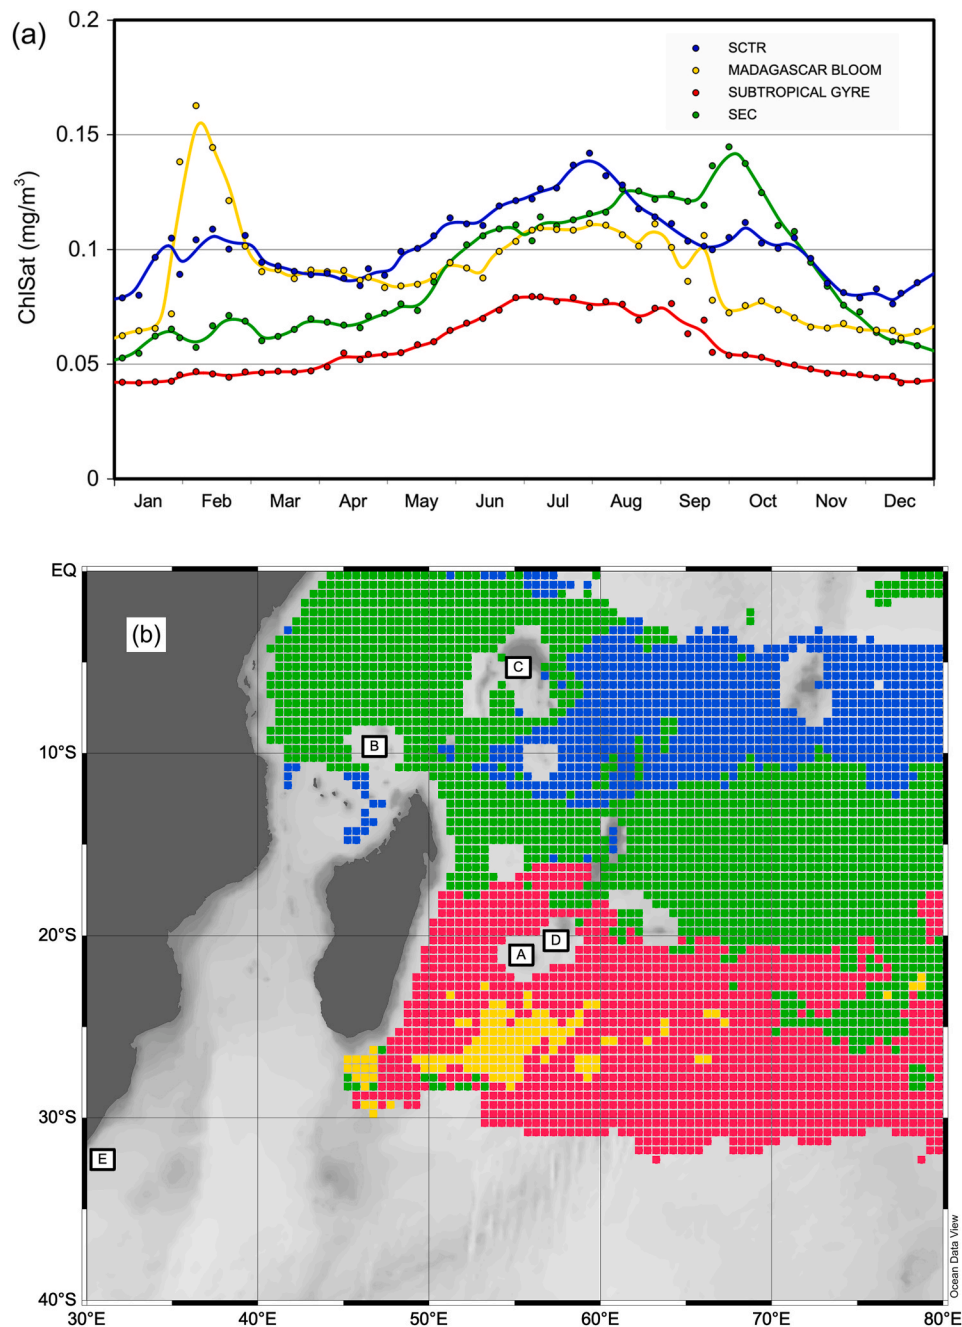 (a)
0.2
0.15
0.1
0.05
0
ChlSat (mg/m³)
SCTR
MADAGASCAR BLOOM
SUBTROPICAL GYRE
SEC
Jan Feb Mar Apr May Jun Jul Aug Sep Oct Nov Dec
(b)
EQ
10°S
20°S
30°S
40°S
C
B
D
A
E
30°E 40°E 50°E 60°E 70°E 80°E
Ocean Data View